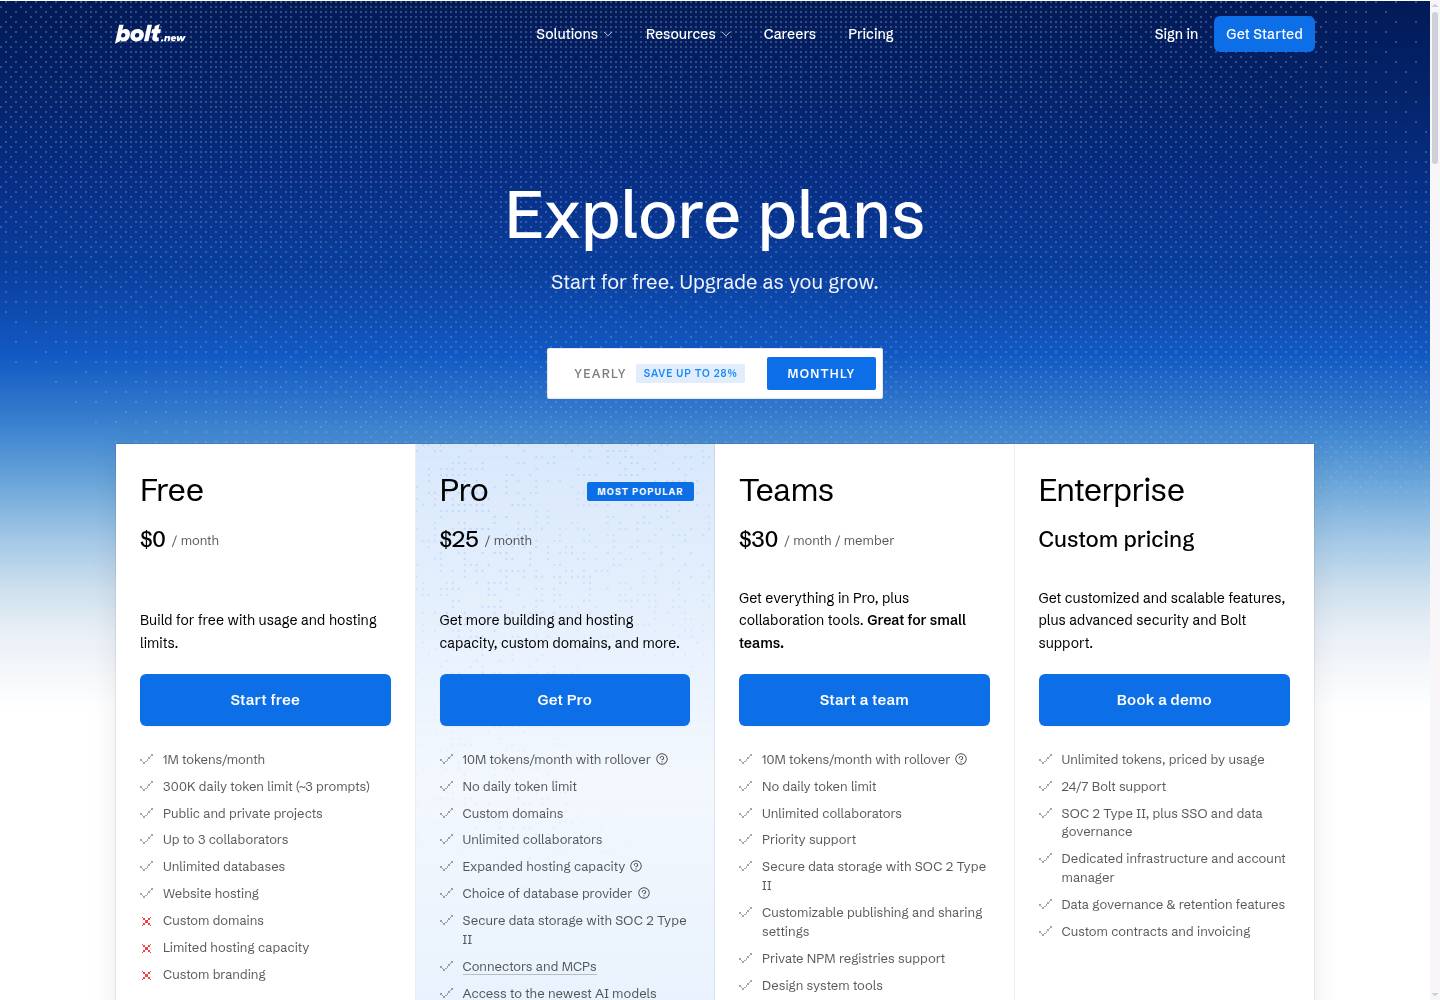 bolt.new
Solutions
Resources
Careers
Pricing
Sign in
Get Started
Explore plans
Start for free. Upgrade as you grow.
YEARLY
SAVE UP TO 28%
MONTHLY
Free
$0 / month
Build for free with usage and hosting
limits.
Start free
1M tokens/month
300K daily token limit (~3 prompts)
Public and private projects
Up to 3 collaborators
Unlimited databases
Website hosting
Custom domains
Limited hosting capacity
Custom branding
Pro
MOST POPULAR
$25 / month
Get more building and hosting
capacity, custom domains, and more.
Get Pro
10M tokens/month with rollover
No daily token limit
Custom domains
Unlimited collaborators
Expanded hosting capacity
Choice of database provider
Secure data storage with SOC 2 Type
II
Connectors and MCPs
Access to the newest AI models
Teams
$30 / month / member
Get everything in Pro, plus
collaboration tools. Great for small
teams.
Start a team
10M tokens/month with rollover
No daily token limit
Unlimited collaborators
Priority support
Secure data storage with SOC 2 Type
II
Customizable publishing and sharing
settings
Private NPM registries support
Design system tools
Enterprise
Custom pricing
Get customized and scalable features,
plus advanced security and Bolt
support.
Book a demo
Unlimited tokens, priced by usage
24/7 Bolt support
SOC 2 Type II, plus SSO and data
governance
Dedicated infrastructure and account
manager
Data governance & retention features
Custom contracts and invoicing